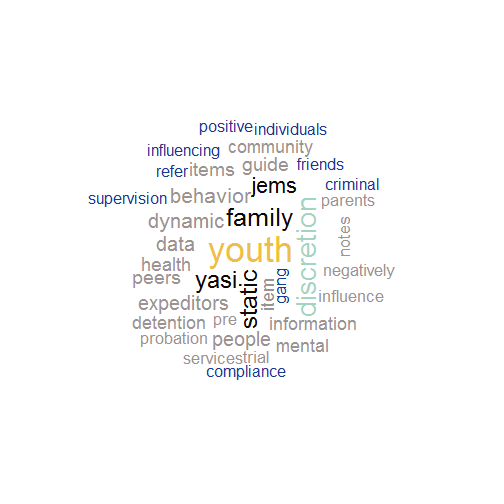 positive individuals
influencing community
refer items guide friends
supervision behavior jems criminal
parents
dynamic family discretion notes
data youth
health negatively
peers yasi static item gang
expeditors influence
detention pre information
probation people mental
services trial
compliance